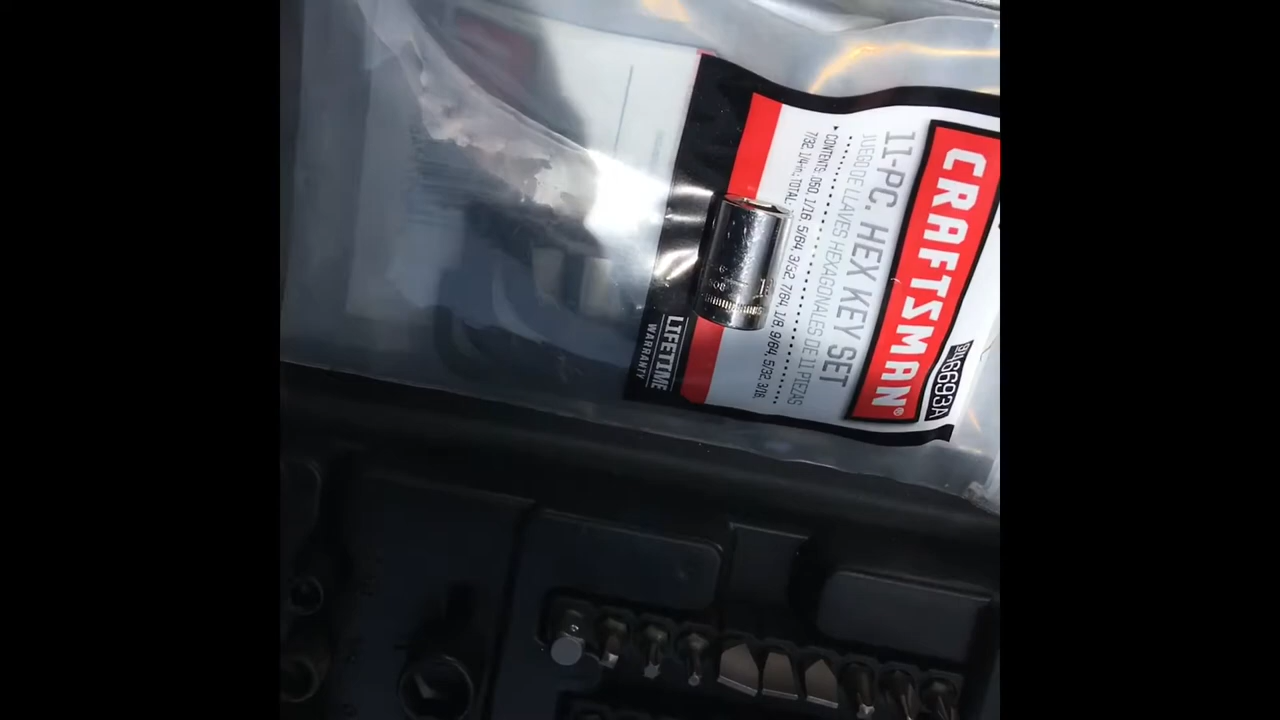 CRAFTSMAN®
946693A
11-PC. HEX KEY SET
JUEGO DE LLAVES HEXAGONALES DE 11 PIEZAS
CONTENTS: .050, 1/16, 5/64, 3/32, 7/64, 1/8, 9/64, 5/32, 3/16,
7/32, 1/4-in.; TOTAL:
LIFETIME
WARRANTY